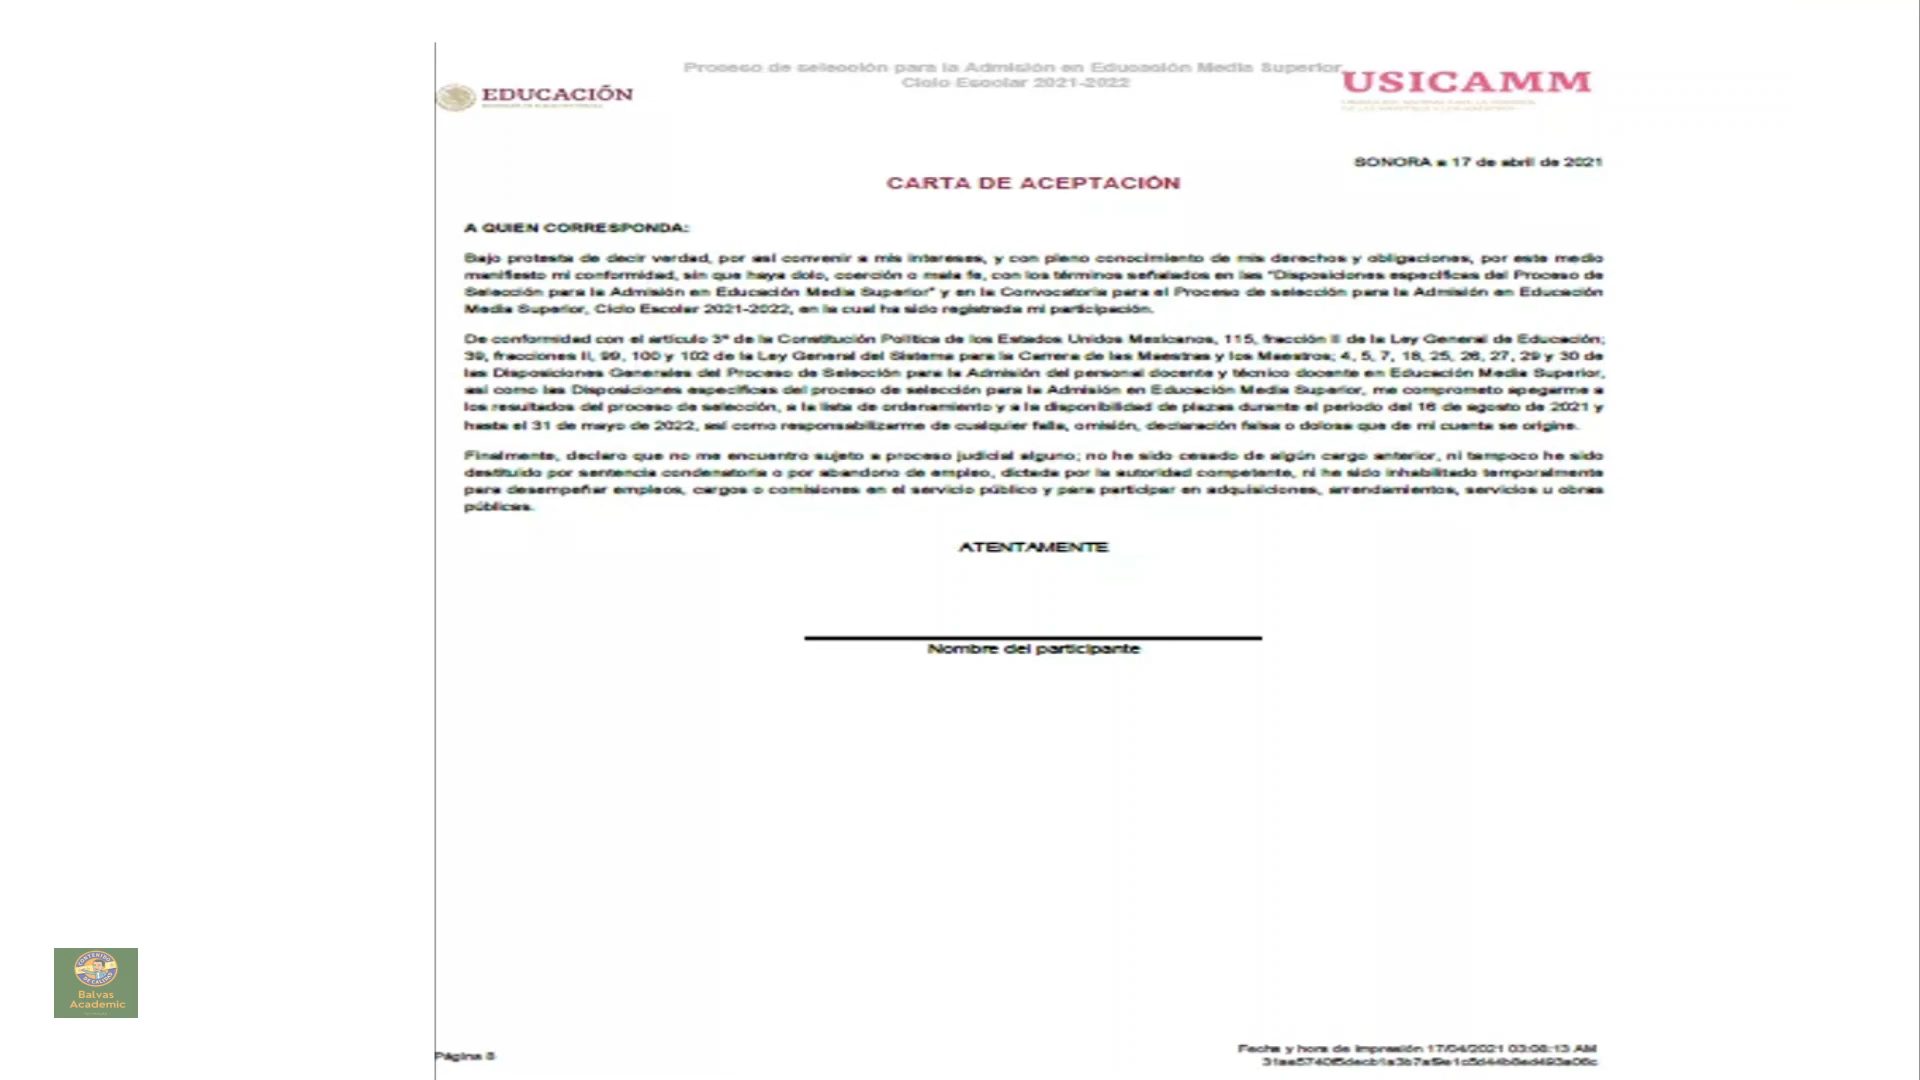 Proceso de selección para la Admisión en Educación Media Superior
Ciclo Escolar 2021-2022
EDUCACIÓN
USICAMM
SONORA a 17 de abril de 2021
CARTA DE ACEPTACIÓN
A QUIEN CORRESPONDA:
Bajo protesta de decir verdad, por así convenir a mis intereses, y con pleno conocimiento de mis derechos y obligaciones, por este medio
manifiesto mi conformidad, sin que haya dolo, coerción o mala fe, con los términos señalados en las "Disposiciones específicas del Proceso de
Selección para la Admisión en Educación Media Superior" y en la Convocatoria para el Proceso de selección para la Admisión en Educación
Media Superior, Ciclo Escolar 2021-2022, en la cual ha sido registrada mi participación.
De conformidad con el artículo 3° de la Constitución Política de los Estados Unidos Mexicanos, 115, fracción II de la Ley General de Educación;
39, fracciones II, 99, 100 y 102 de la Ley General del Sistema para la Carrera de las Maestras y los Maestros; 4, 5, 7, 18, 25, 26, 27, 29 y 30 de
las Disposiciones Generales del Proceso de Selección para la Admisión del personal docente y técnico docente en Educación Media Superior,
así como las Disposiciones específicas del proceso de selección para la Admisión en Educación Media Superior, me comprometo apegarme a
los resultados del proceso de selección, a la lista de ordenamiento y a la disponibilidad de plazas durante el periodo del 16 de agosto de 2021 y
hasta el 31 de mayo de 2022, así como responsabilizarme de cualquier falla, omisión, declaración falsa o dolosa que de mi cuenta se origine.
Finalmente, declaro que no me encuentro sujeto a proceso judicial alguno; no he sido cesado de algún cargo anterior, ni tampoco he sido
destituido por sentencia condenatoria o por abandono de empleo, dictada por la autoridad competente, ni he sido inhabilitado temporalmente
para desempeñar empleos, cargos o comisiones en el servicio público y para participar en adquisiciones, arrendamientos, servicios u obras
públicas.
ATENTAMENTE
Nombre del participante
CONTENIDO
DE CALIDAD
Balvas
Academic
Página 8
Fecha y hora de impresión 17/04/2021 03:08:13 AM